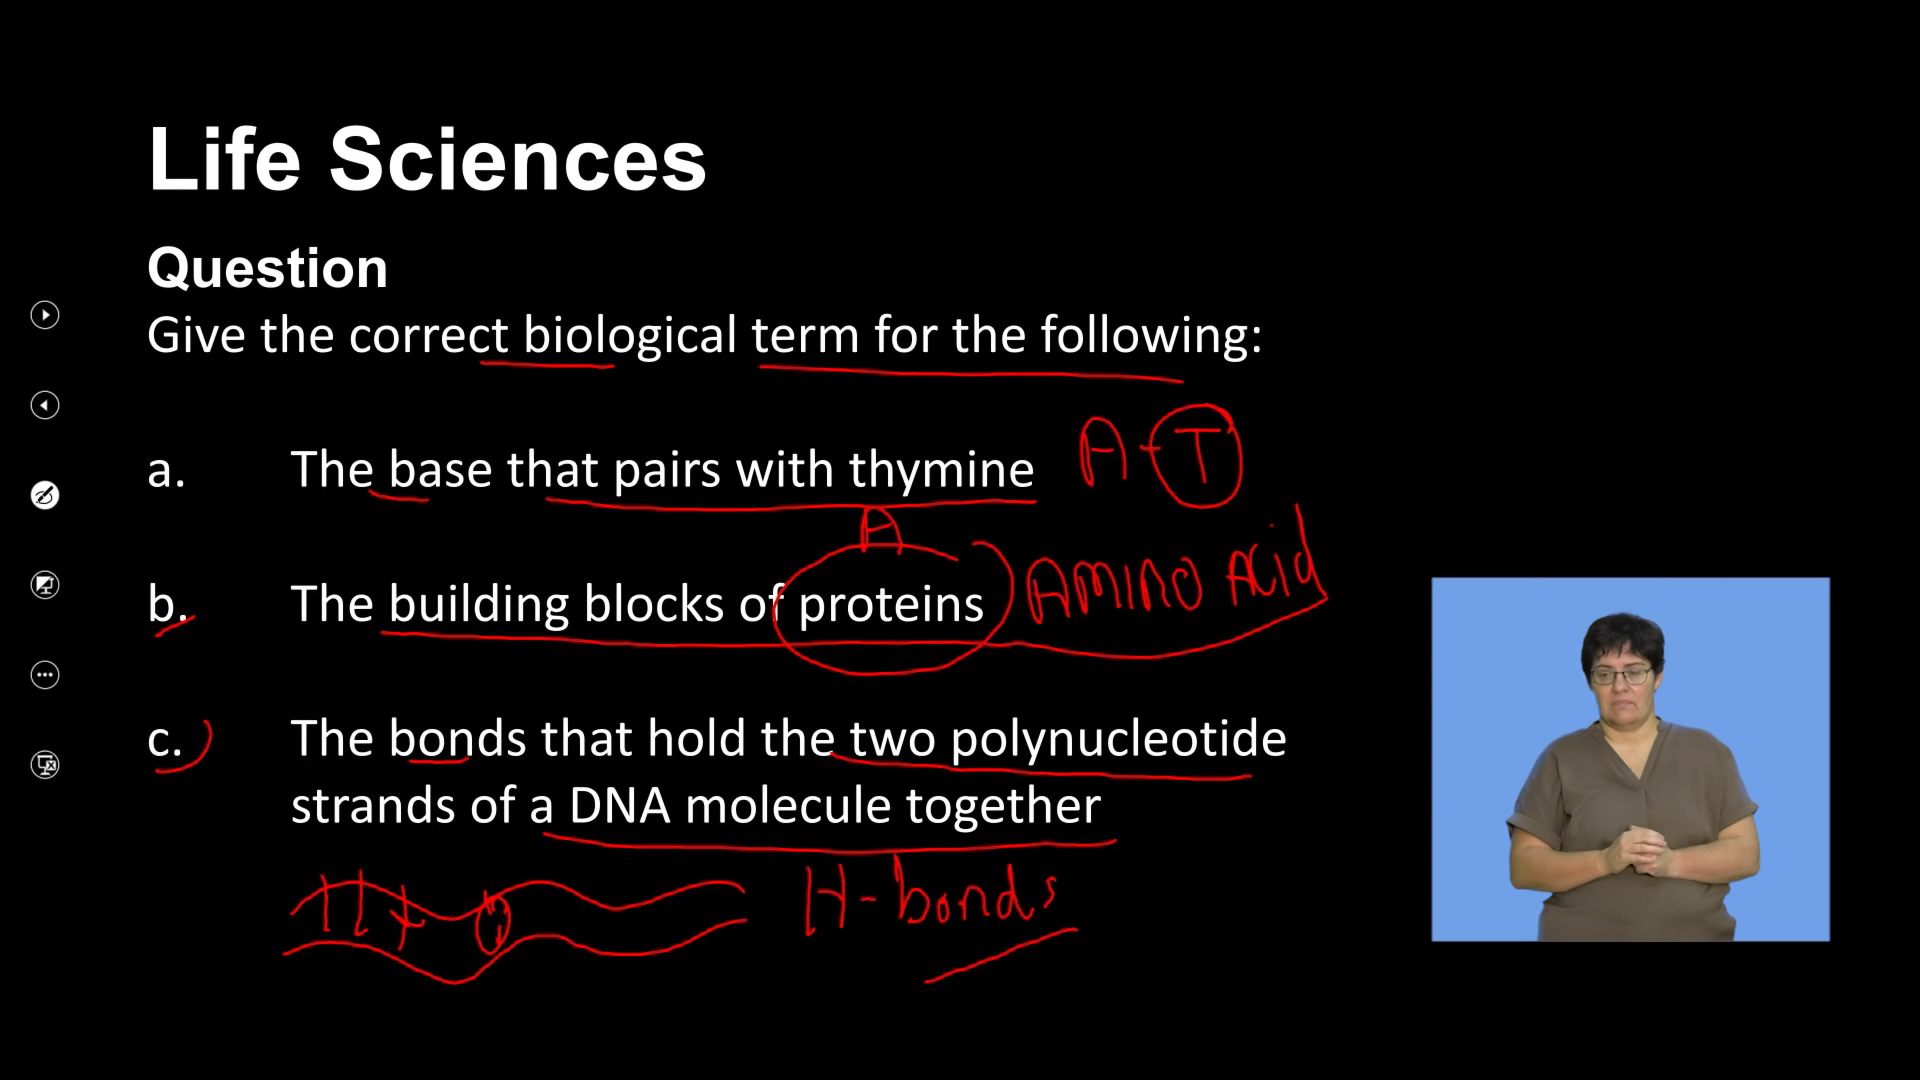 Life Sciences
Question
Give the correct biological term for the following:
a. The base that pairs with thymine A - T
A
b. The building blocks of proteins AMINO ACid
c. The bonds that hold the two polynucleotide
strands of a DNA molecule together
H-bonds